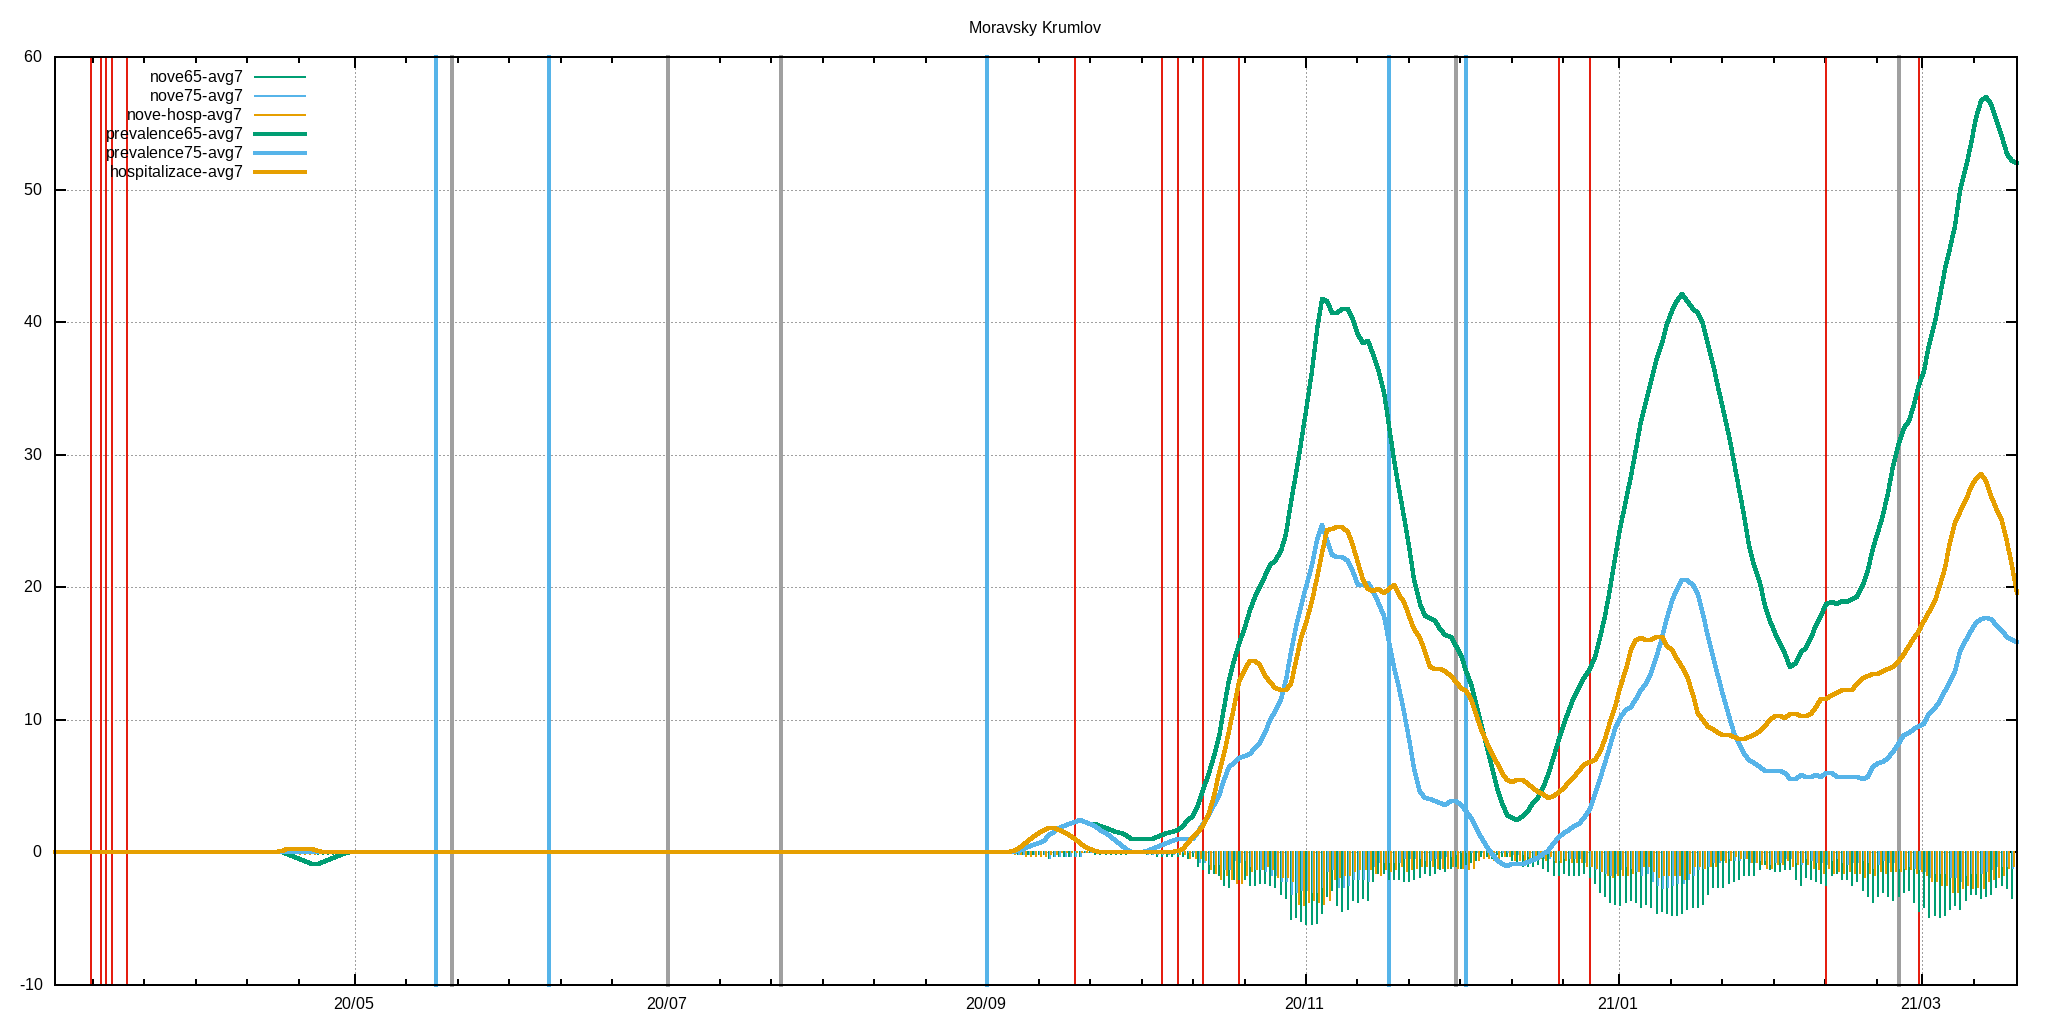 Moravsky Krumlov
60
50
40
30
20
10
0
-10
nove65-avg7
nove75-avg7
nove-hosp-avg7
prevalence65-avg7
prevalence75-avg7
hospitalizace-avg7
20/05 20/07 20/09 20/11 21/01 21/03